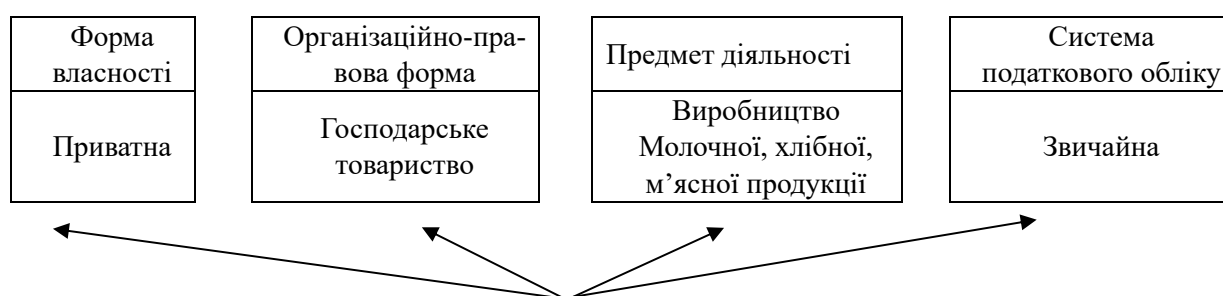 Форма
власності
Приватна
Організаційно-пра-
вова форма
Господарське
товариство
Предмет діяльності
Виробництво
Молочної, хлібної,
м’ясної продукції
Система
податкового обліку
Звичайна